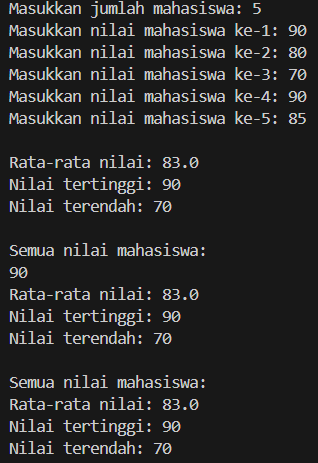 Masukkan jumlah mahasiswa: 5
Masukkan nilai mahasiswa ke-1: 90
Masukkan nilai mahasiswa ke-2: 80
Masukkan nilai mahasiswa ke-3: 70
Masukkan nilai mahasiswa ke-4: 90
Masukkan nilai mahasiswa ke-5: 85

Rata-rata nilai: 83.0
Nilai tertinggi: 90
Nilai terendah: 70

Semua nilai mahasiswa:
90
Rata-rata nilai: 83.0
Nilai tertinggi: 90
Nilai terendah: 70

Semua nilai mahasiswa:
Rata-rata nilai: 83.0
Nilai tertinggi: 90
Nilai terendah: 70